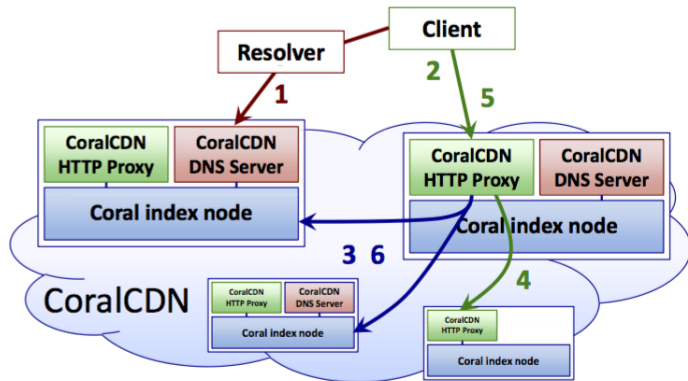 Client
Resolver
2
1
5
CoralCDN
HTTP Proxy
CoralCDN
DNS Server
Coral index node
CoralCDN
HTTP Proxy
CoralCDN
DNS Server
Coral index node
3 6
4
CoralCDN
CoralCDN
HTTP Proxy
CoralCDN
DNS Server
Coral index node
CoralCDN
HTTP Proxy
Coral index node